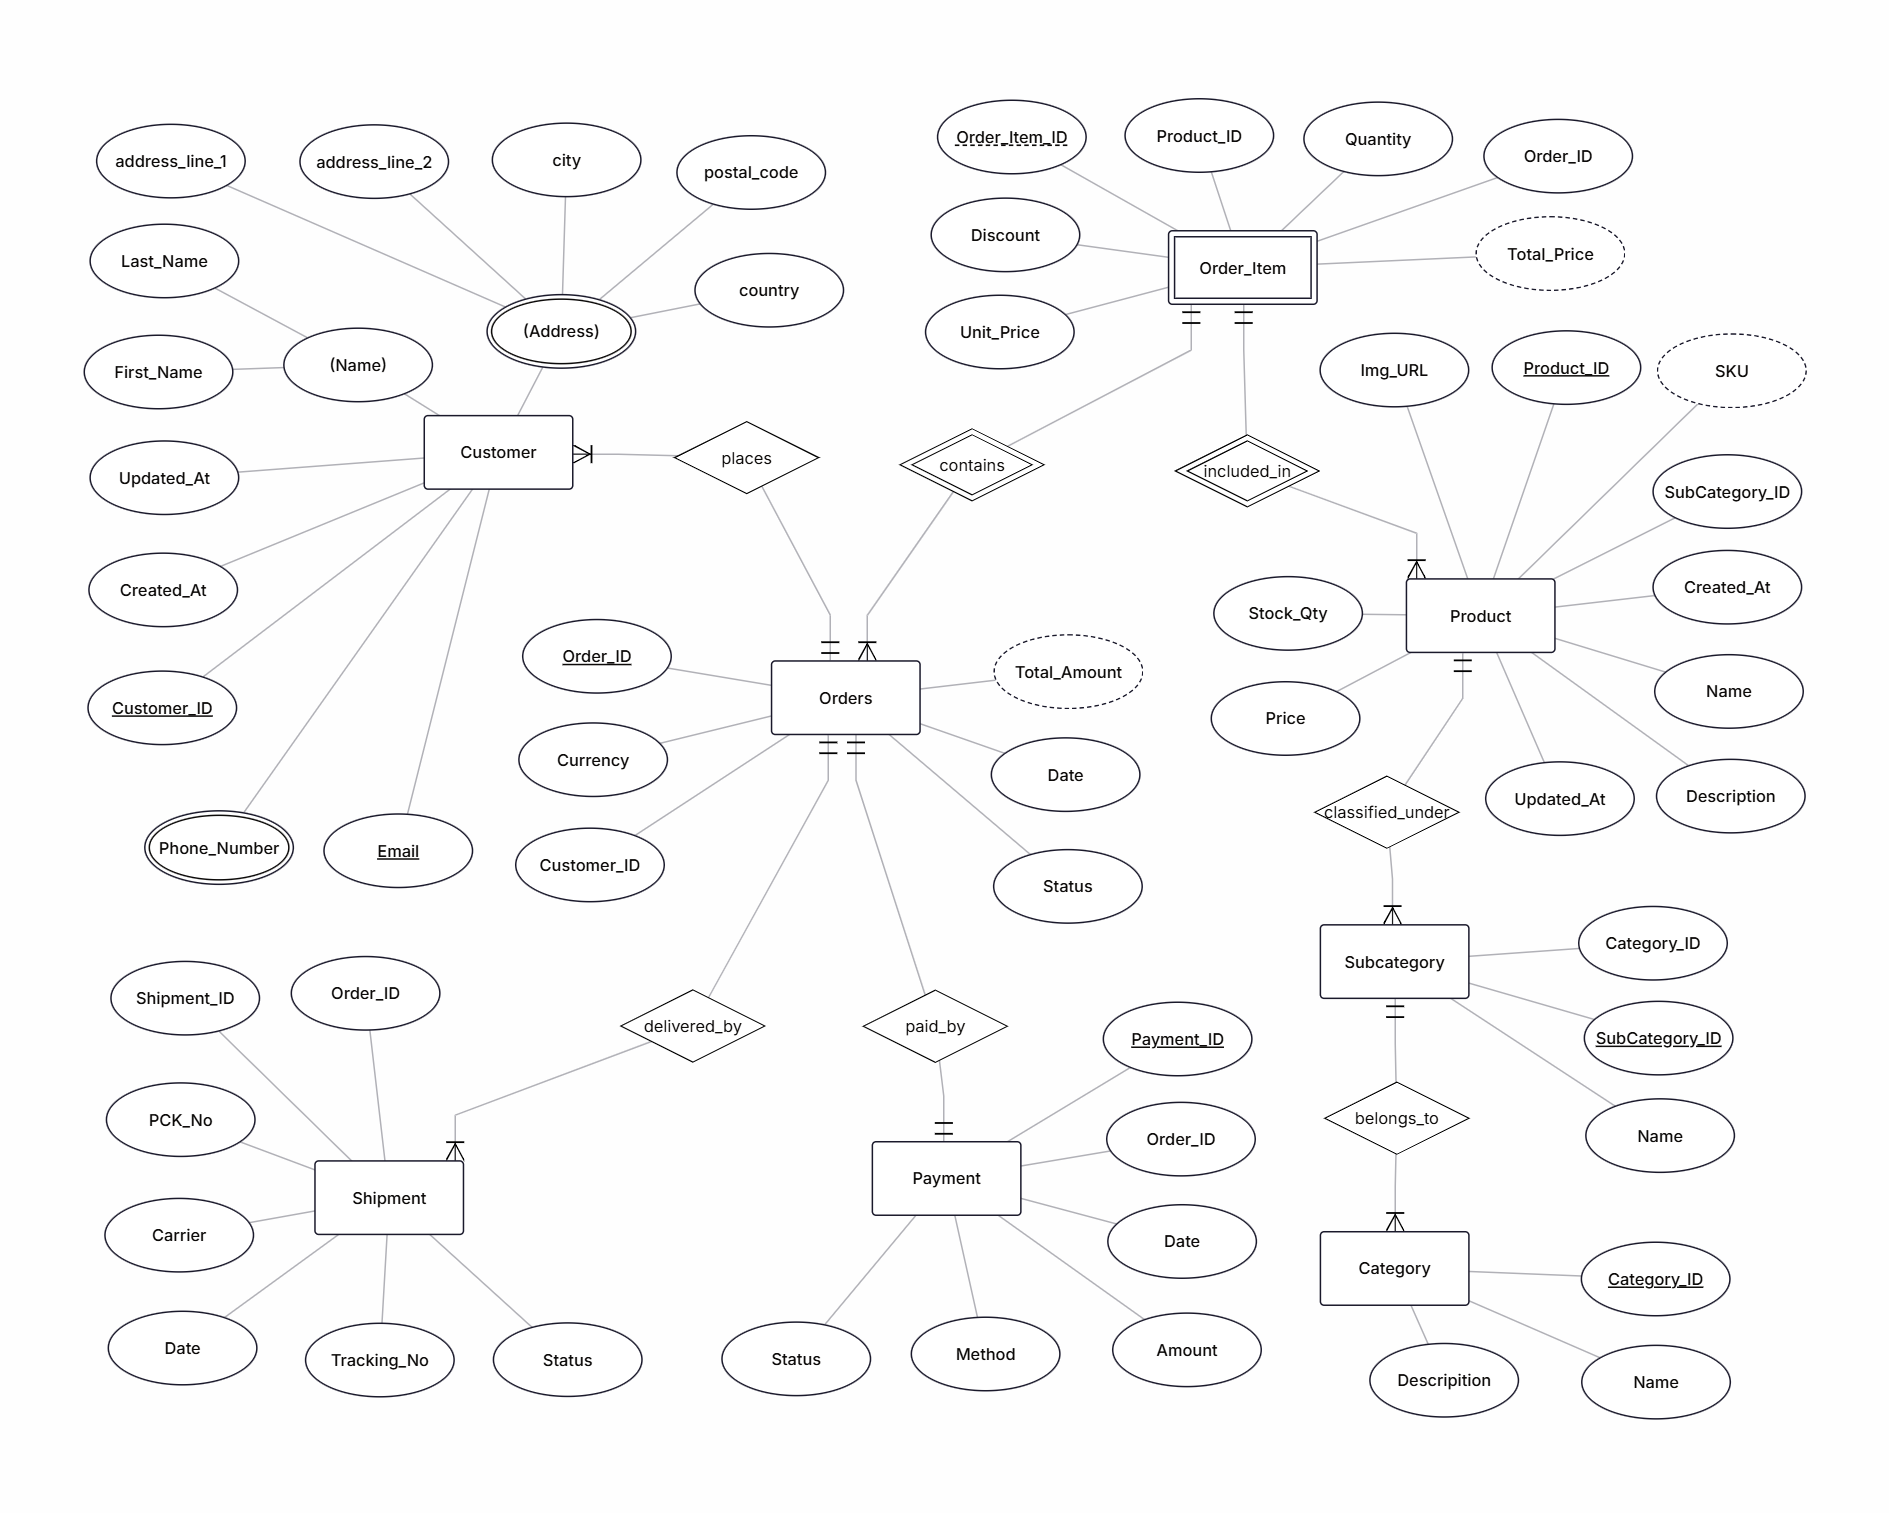 address_line_1
address_line_2
city
postal_code
Last_Name
country
(Address)
First_Name
(Name)
Customer
Updated_At
Created_At
Customer_ID
Phone_Number
Email
places
contains
included_in
Order_Item_ID
Product_ID
Quantity
Order_ID
Discount
Order_Item
Total_Price
Unit_Price
Img_URL
Product_ID
SKU
SubCategory_ID
Stock_Qty
Product
Created_At
Price
Name
Updated_At
Description
classified_under
Order_ID
Orders
Total_Amount
Currency
Date
Customer_ID
Status
delivered_by
paid_by
Shipment_ID
Order_ID
PCK_No
Shipment
Carrier
Date
Tracking_No
Status
Payment_ID
Order_ID
Payment
Date
Status
Method
Amount
Subcategory
Category_ID
SubCategory_ID
Name
belongs_to
Category
Category_ID
Descripition
Name